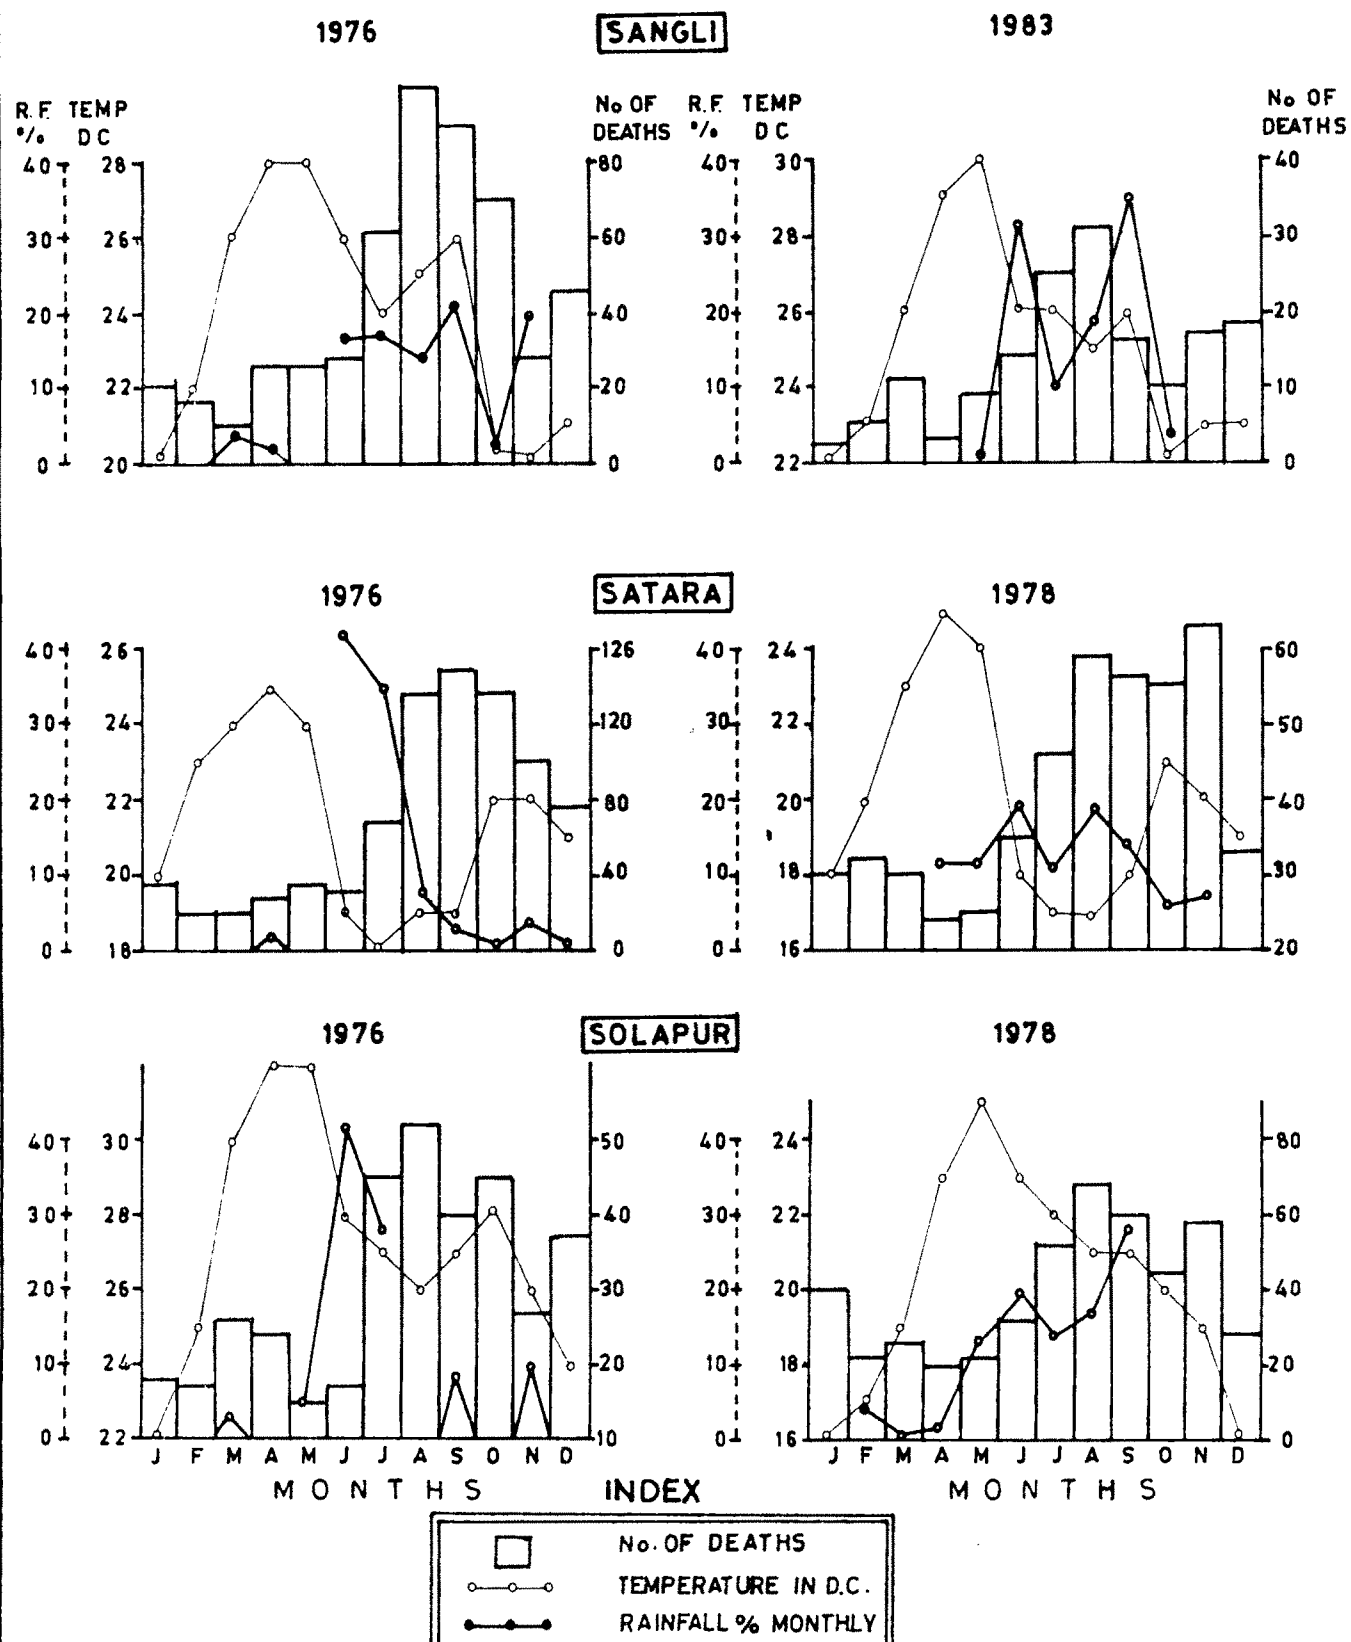 1976 SANGLI 1983
R.F. TEMP No OF R.F. TEMP No OF
% D C DEATHS % D C DEATHS
40 28 80 40 30 40
30 26 60 30 28 30
20 24 40 20 26 20
10 22 20 10 24 10
0 20 0 0 22 0
1976 SATARA 1978
40 26 126 40 24 60
30 24 120 30 22 50
20 22 80 20 20 40
10 20 40 10 18 30
0 18 0 0 16 20
1976 SOLAPUR 1978
40 30 50 40 24 80
30 28 40 30 22 60
20 26 30 20 20 40
10 24 20 10 18 20
0 22 10 0 16 0
J F M A M J J A S O N D J F M A M J J A S O N D
MONTHS INDEX MONTHS
No. OF DEATHS
TEMPERATURE IN D.C.
RAINFALL % MONTHLY